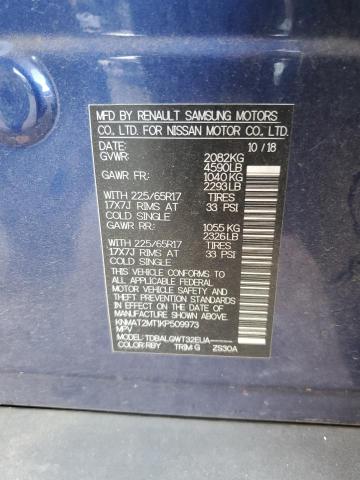 MFD BY RENAULT SAMSUNG MOTORS
CO., LTD. FOR NISSAN MOTOR CO., LTD.
DATE: 10 / 18
GVWR: 2082KG
4590LB
GAWR FR: 1040 KG
2293LB
WITH 225/65R17 TIRES
17X7J RIMS AT 33 PSI
COLD SINGLE
GAWR RR: 1055 KG
2326LB
WITH 225/65R17 TIRES
17X7J RIMS AT 33 PSI
COLD SINGLE
THIS VEHICLE CONFORMS TO
ALL APPLICABLE FEDERAL
MOTOR VEHICLE SAFETY
STANDARDS IN EFFECT
ON THE DATE OF
MANUFACTURE SHOWN ABOVE.
KNMAT2MT1KP509973
MPV
MODEL:TDBALGWT32EUA-----
COLOR:RBY TRIM:G ZS30A